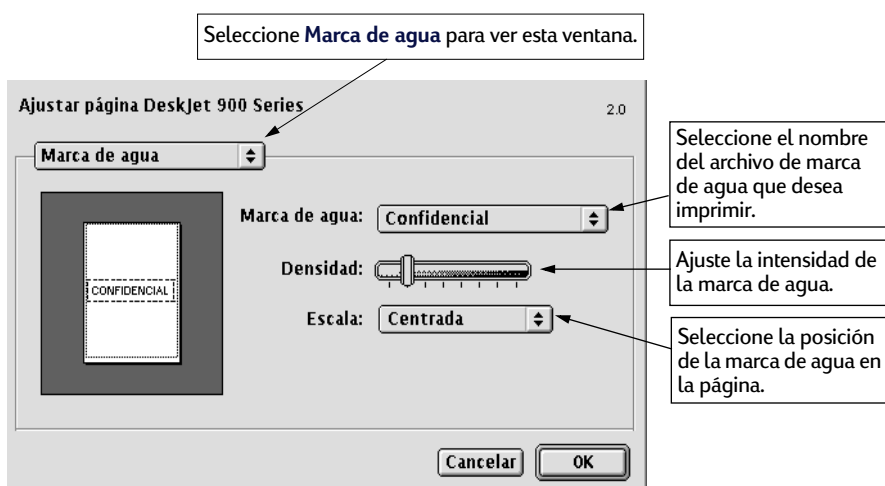 Seleccione Marca de agua para ver esta ventana.
Ajustar página DeskJet 900 Series
2.0
Marca de agua
Marca de agua: Confidencial
Densidad:
Escala: Centrada
CONFIDENCIAL
Cancelar
OK
Seleccione el nombre
del archivo de marca
de agua que desea
imprimir.
Ajuste la intensidad de
la marca de agua.
Seleccione la posición
de la marca de agua en
la página.